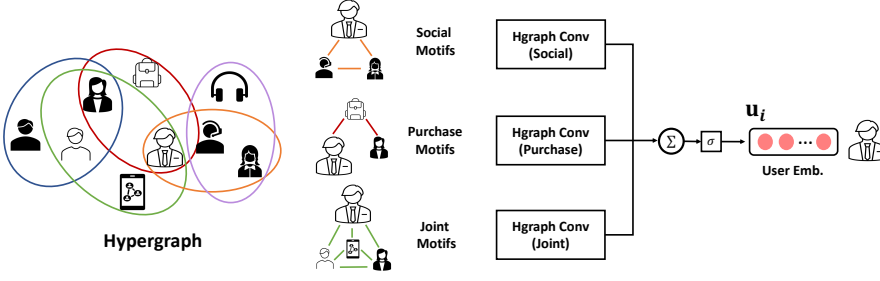 Hypergraph
Social
Motifs
Purchase
Motifs
Joint
Motifs
Hgraph Conv
(Social)
Hgraph Conv
(Purchase)
Hgraph Conv
(Joint)
Σ
σ
u_i
···
User Emb.